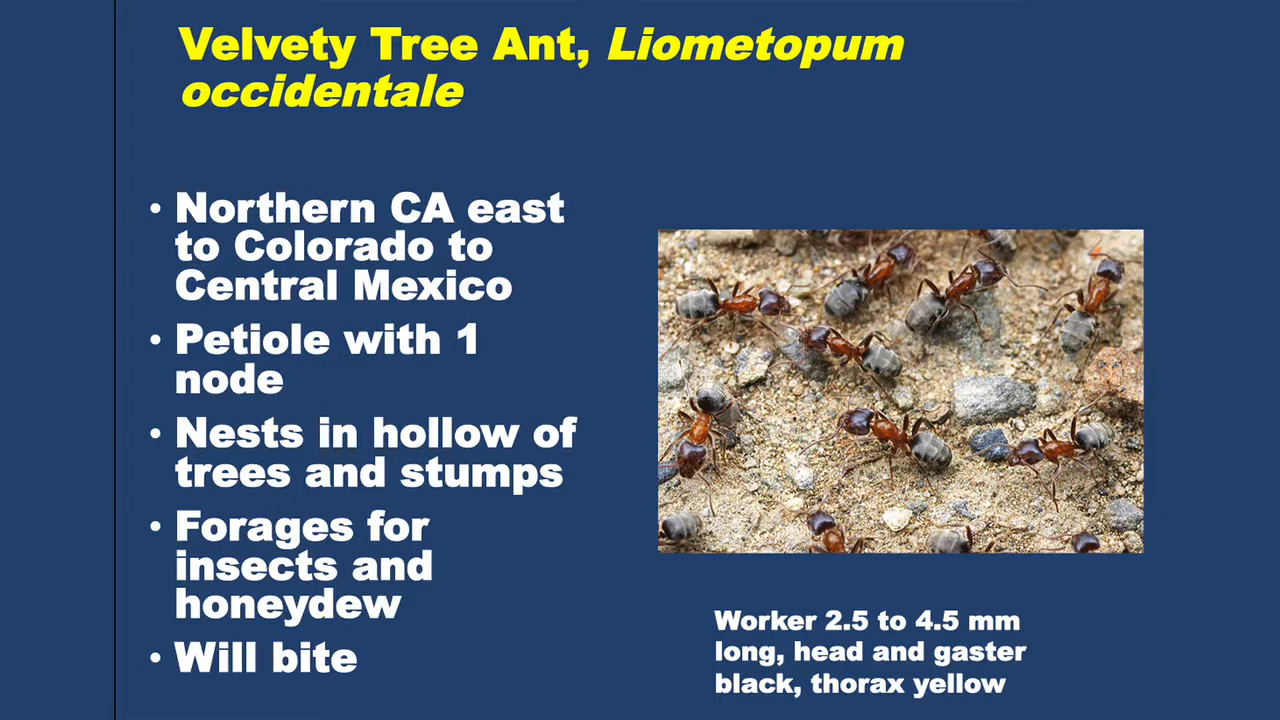 Velvety Tree Ant, Liometopum
occidentale
• Northern CA east
to Colorado to
Central Mexico
• Petiole with 1
node
• Nests in hollow of
trees and stumps
• Forages for
insects and
honeydew
• Will bite
Worker 2.5 to 4.5 mm
long, head and gaster
black, thorax yellow